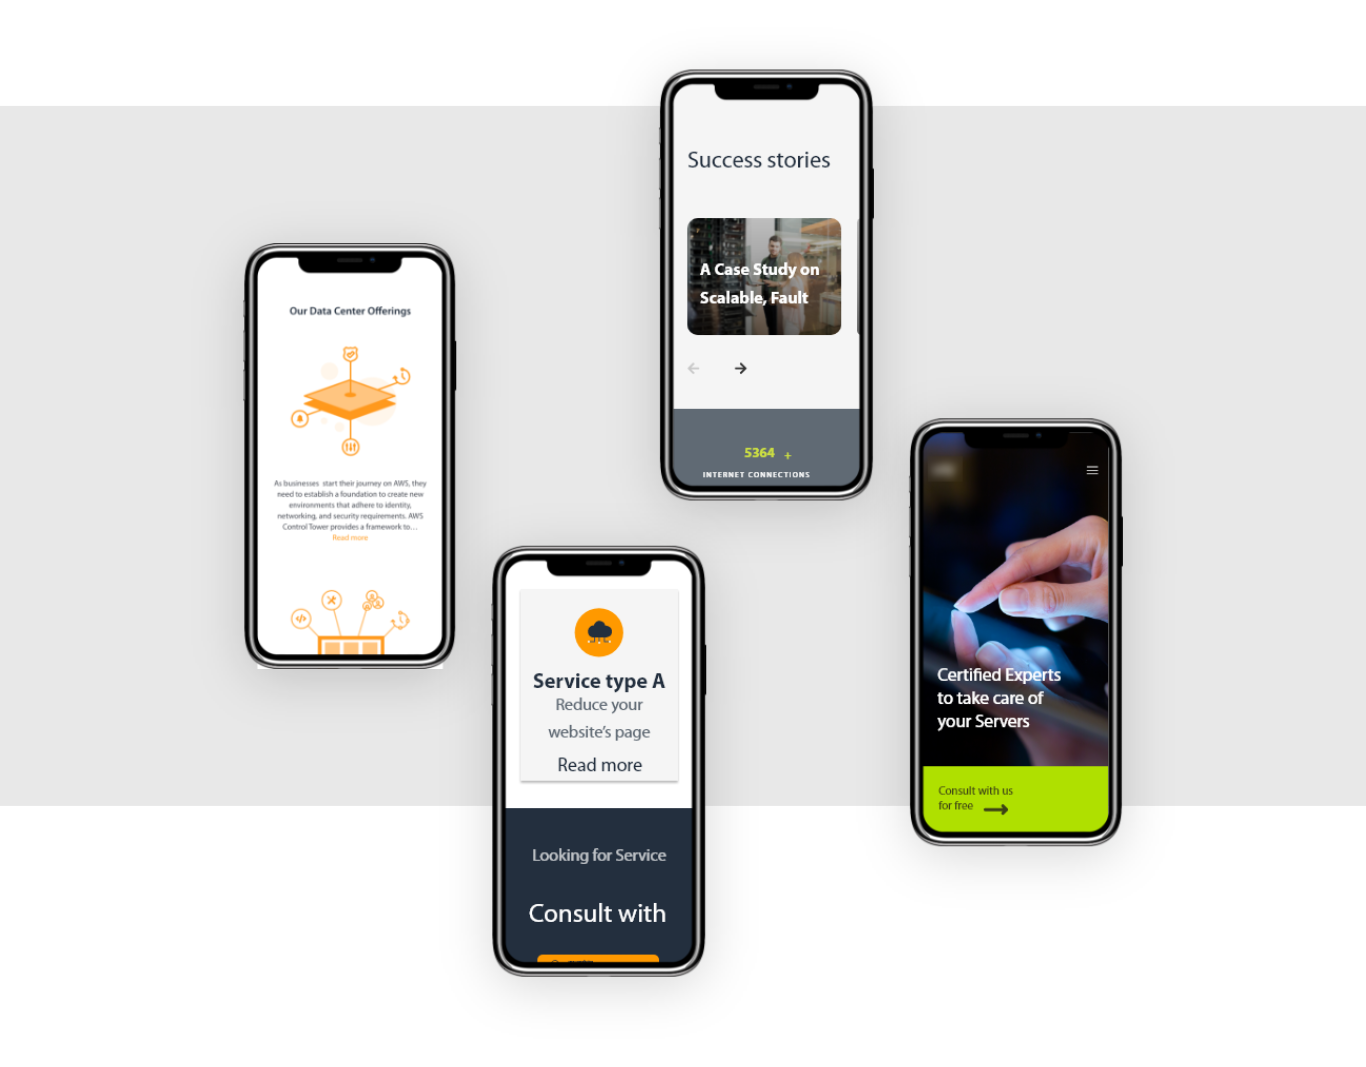 Our Data Center Offerings
As businesses start their journey on AWS, they
need to establish a foundation to create new
environments that adhere to identity,
networking, and security requirements. AWS
Control Tower provides a framework to...
Read more
Success stories
A Case Study on
Scalable, Fault
5364 +
INTERNET CONNECTIONS
Service type A
Reduce your
website's page
Read more
Looking for Service
Consult with
Certified Experts
to take care of
your Servers
Consult with us
for free